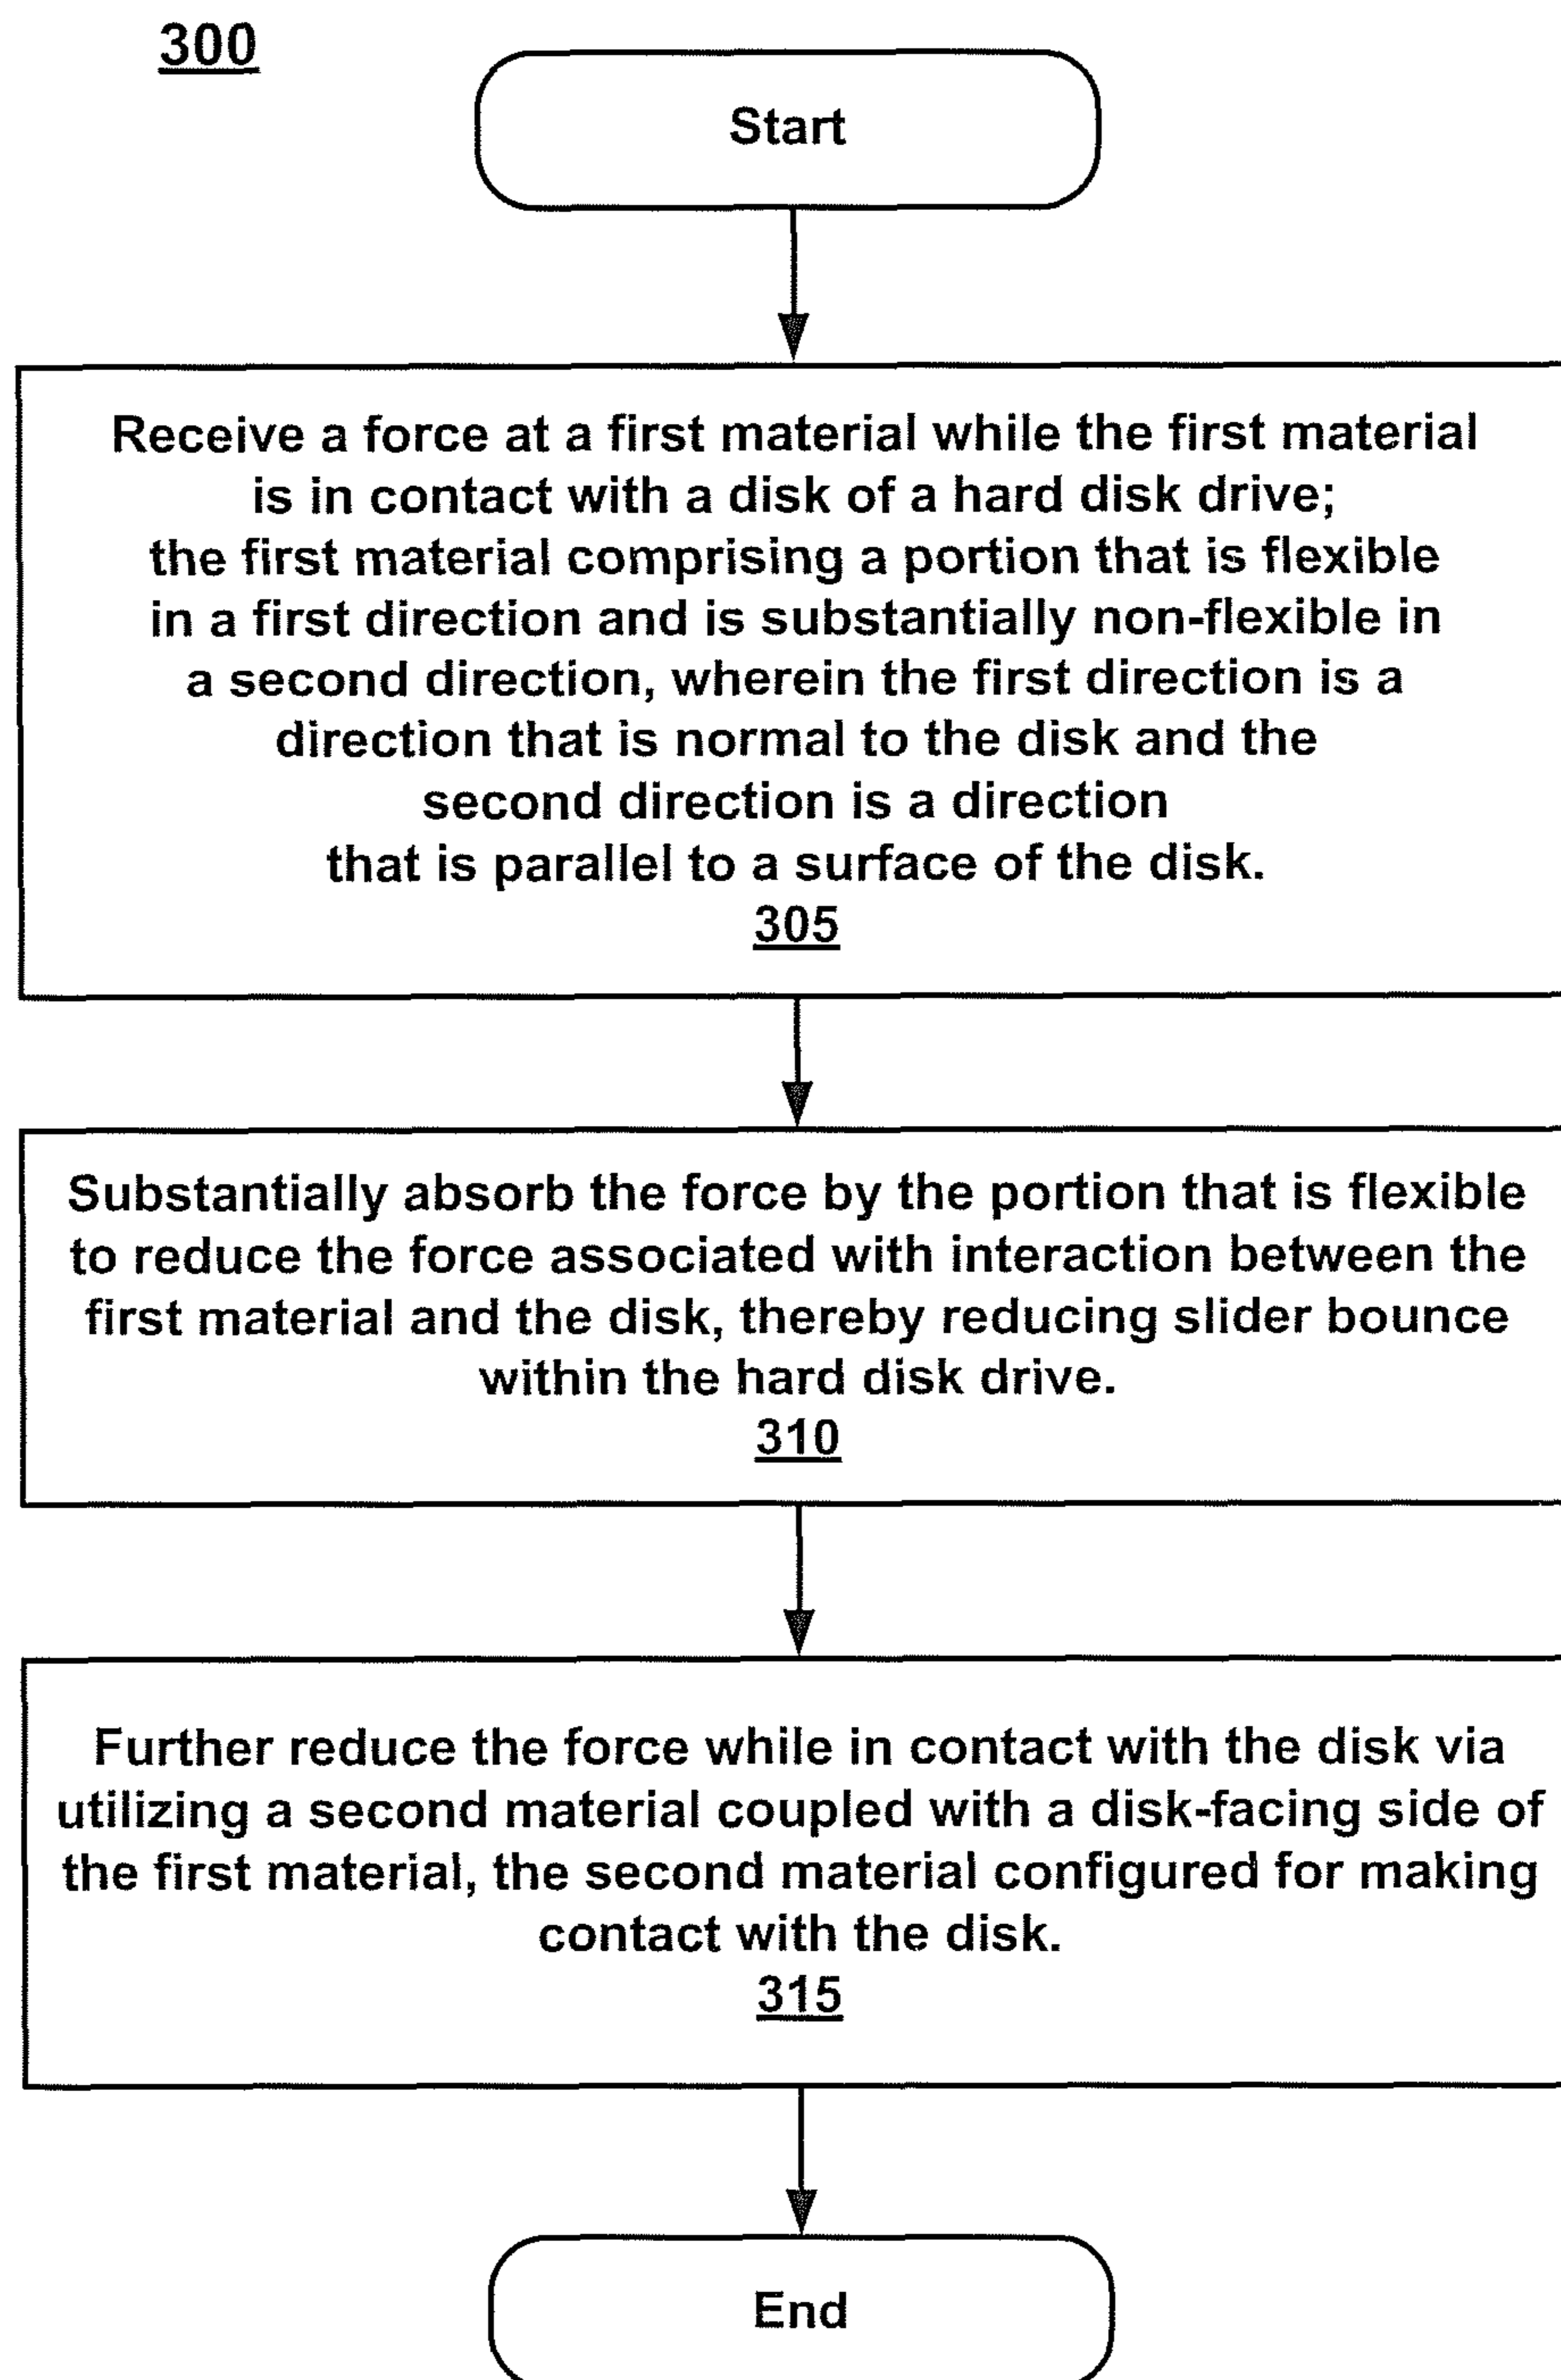 300
Start
Receive a force at a first material while the first material
is in contact with a disk of a hard disk drive;
the first material comprising a portion that is flexible
in a first direction and is substantially non-flexible in
a second direction, wherein the first direction is a
direction that is normal to the disk and the
second direction is a direction
that is parallel to a surface of the disk.
305
Substantially absorb the force by the portion that is flexible
to reduce the force associated with interaction between the
first material and the disk, thereby reducing slider bounce
within the hard disk drive.
310
Further reduce the force while in contact with the disk via
utilizing a second material coupled with a disk-facing side of
the first material, the second material configured for making
contact with the disk.
315
End